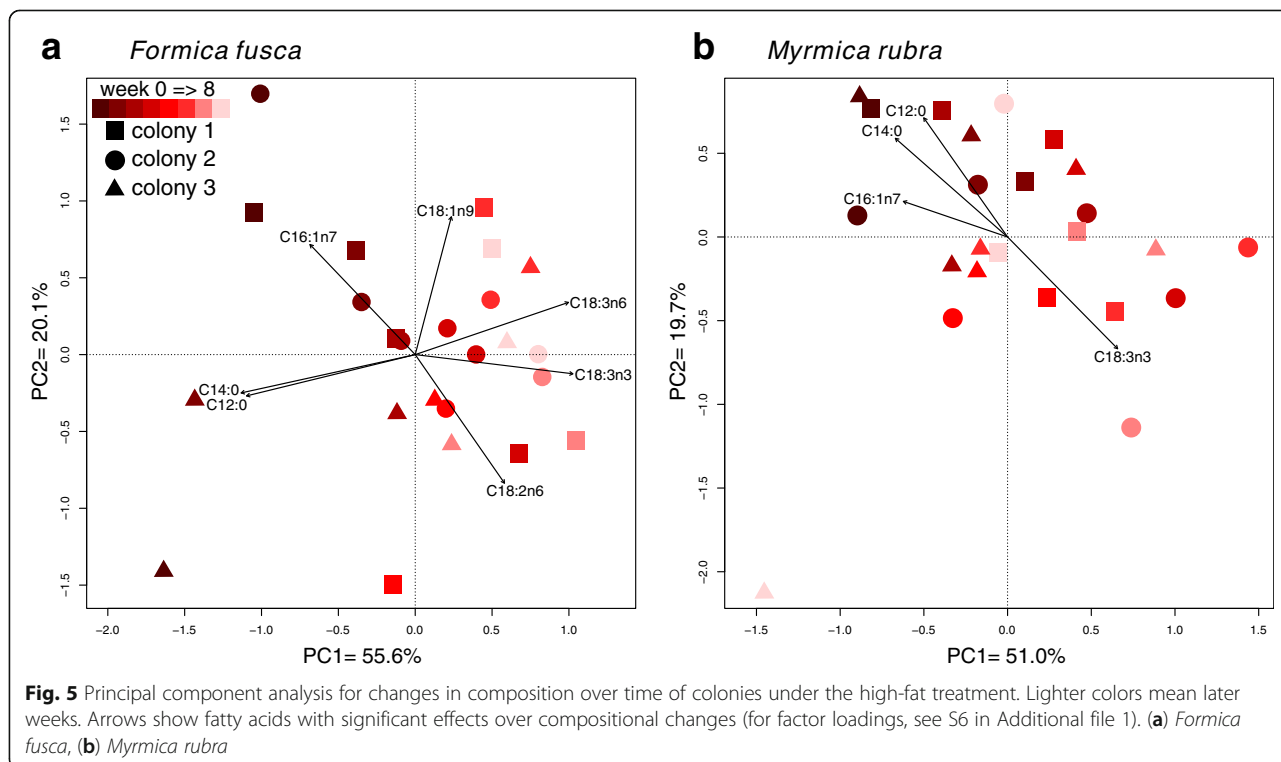 a Formica fusca
week 0 => 8
colony 1
colony 2
colony 3
C16:1n7
C18:1n9
C18:3n6
C18:3n3
C14:0
C12:0
C18:2n6
1.5
1.0
0.5
0.0
−0.5
−1.0
−1.5
PC2= 20.1%
−2.0 −1.5 −1.0 −0.5 0.0 0.5 1.0
PC1= 55.6%
b Myrmica rubra
C12:0
C14:0
C16:1n7
C18:3n3
0.5
0.0
−0.5
−1.0
−1.5
−2.0
PC2= 19.7%
−1.5 −1.0 −0.5 0.0 0.5 1.0 1.5
PC1= 51.0%
Fig. 5 Principal component analysis for changes in composition over time of colonies under the high-fat treatment. Lighter colors mean later
weeks. Arrows show fatty acids with significant effects over compositional changes (for factor loadings, see S6 in Additional file 1). (a) Formica
fusca, (b) Myrmica rubra